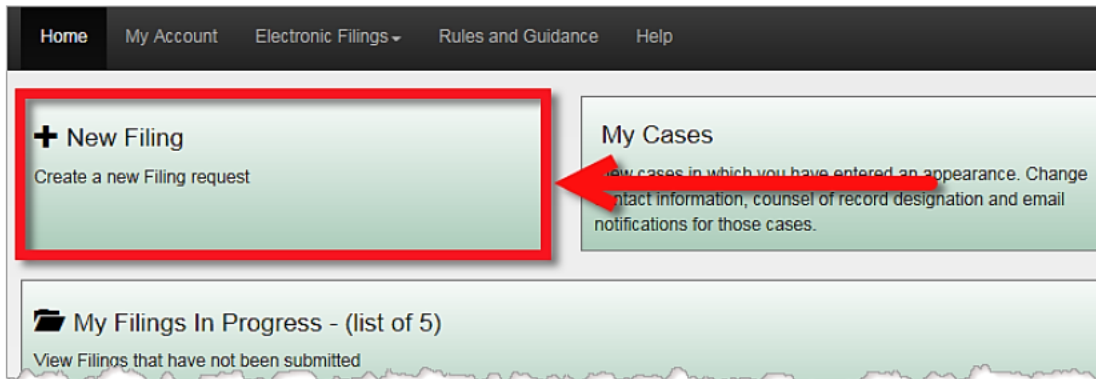 Home My Account Electronic Filings Rules and Guidance Help
New Filing
Create a new Filing request
My Cases
cases in which you have entered an appearance. Change
contact information, counsel of record designation and email
notifications for those cases.
My Filings In Progress - (list of 5)
View Filings that have not been submitted